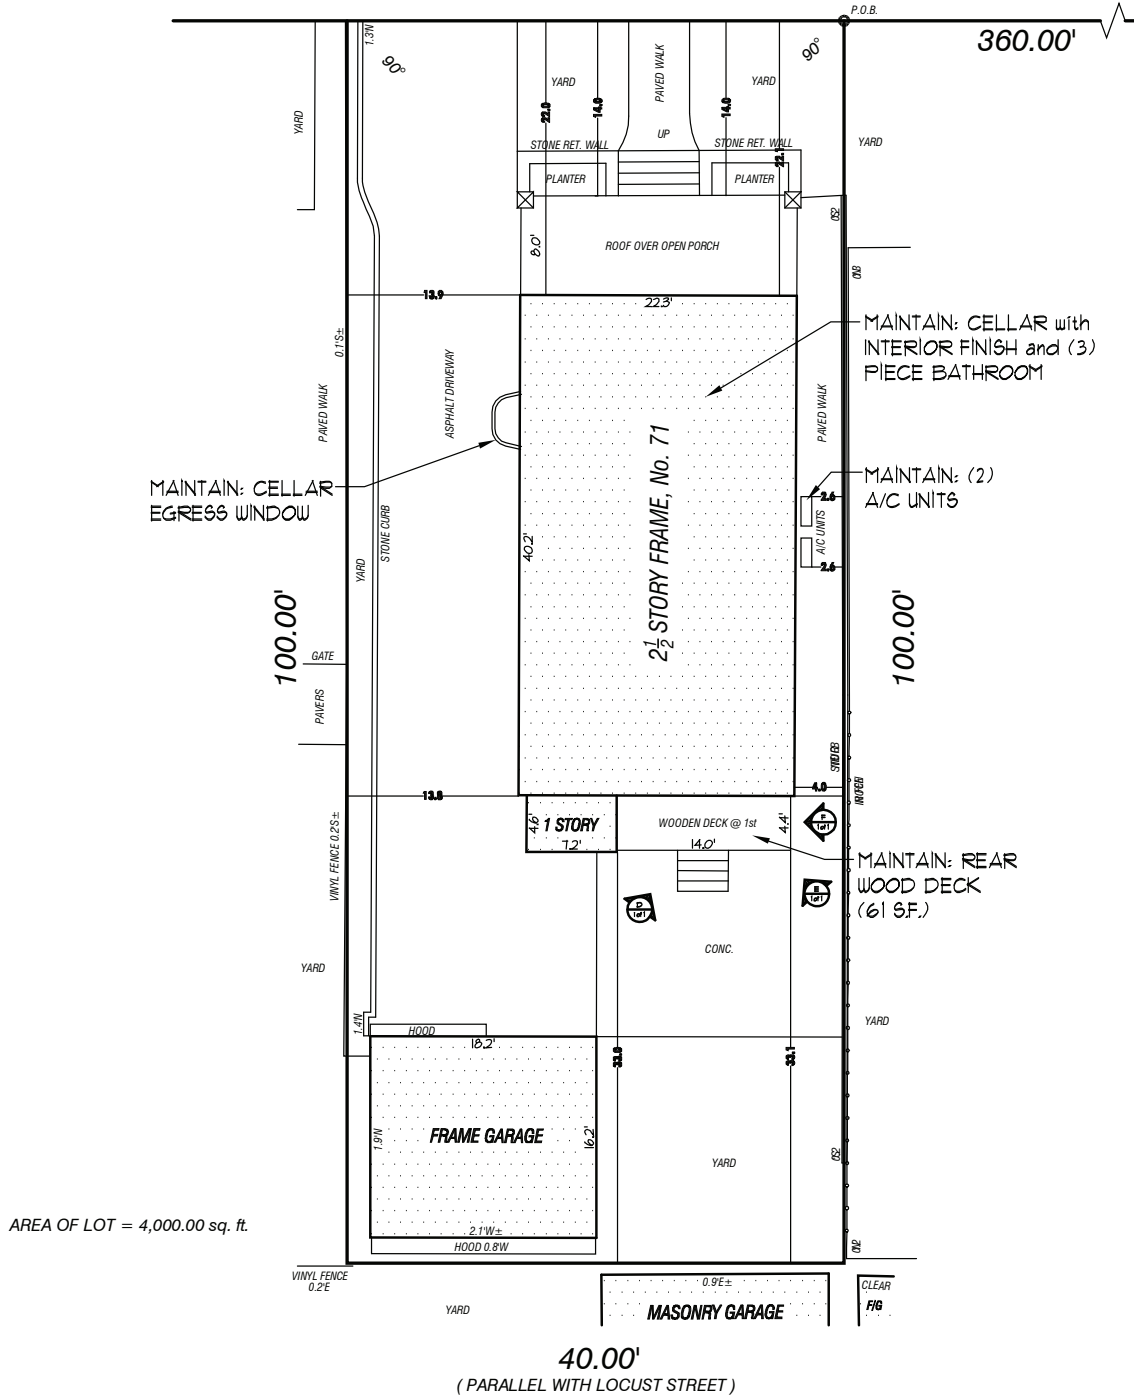 P.O.B.
360.00'
1.3'N
90°
90°
YARD
YARD
PAVED WALK
YARD
22.0
14.0
14.0
22.1
UP
STONE RET. WALL
STONE RET. WALL
YARD
PLANTER
PLANTER
8.0'
ROOF OVER OPEN PORCH
13.9
22.3'
0.1'S±
MAINTAIN: CELLAR with
INTERIOR FINISH and (3)
PIECE BATHROOM
PAVED WALK
ASPHALT DRIVEWAY
PAVED WALK
2½ STORY FRAME, No. 71
MAINTAIN: CELLAR
EGRESS WINDOW
MAINTAIN: (2)
A/C UNITS
2.6
A/C UNITS
2.6
STONE CURB
YARD
40.2'
100.00'
100.00'
GATE
PAVERS
13.8
4.0
4.6'
1 STORY
7.2'
WOODEN DECK @ 1st
14.0'
4.4'
F
1of1
VINYL FENCE 0.2'S±
MAINTAIN: REAR
WOOD DECK
(61 S.F.)
D
1of1
E
1of1
CONC.
YARD
YARD
1.4'N
HOOD
18.2'
33.1
FRAME GARAGE
1.9'N
16.2'
YARD
AREA OF LOT = 4,000.00 sq. ft.
2.1'W±
HOOD 0.8'W
VINYL FENCE
0.2'E
YARD
0.9'E±
MASONRY GARAGE
CLEAR
F/G
40.00'
( PARALLEL WITH LOCUST STREET )